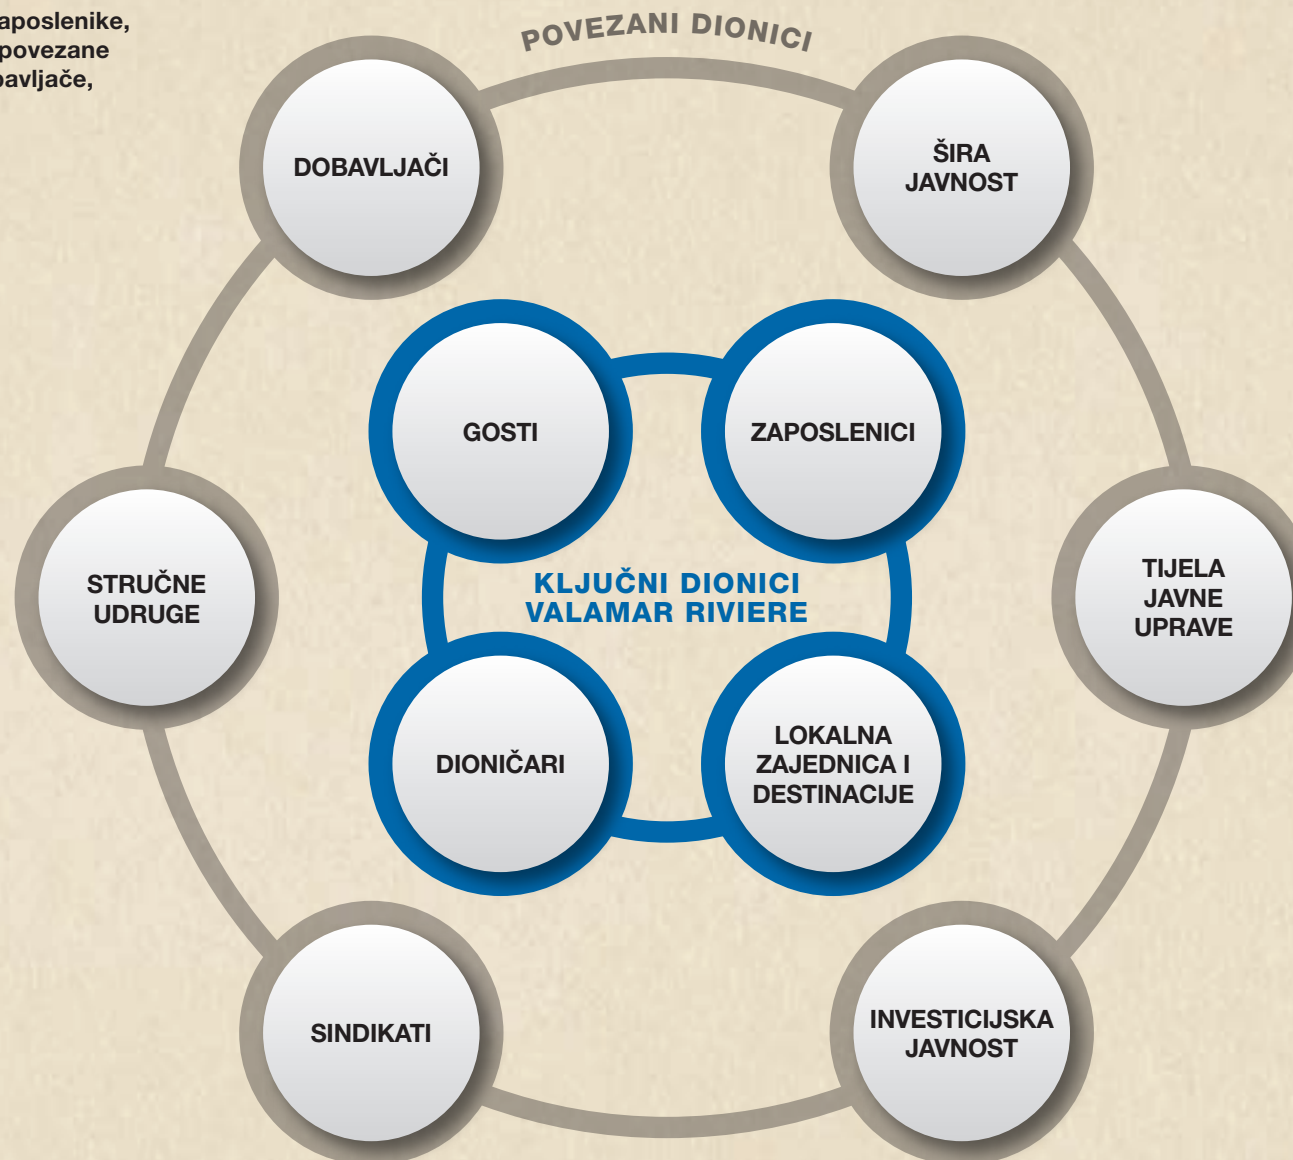 aposlenike,
povezane
bavljače,
POVEZANI DIONICI
DOBAVLJAČI
ŠIRA
JAVNOST
GOSTI
ZAPOSLENICI
STRUČNE
UDRUGE
KLJUČNI DIONICI
VALAMAR RIVIERE
TIJELA
JAVNE
UPRAVE
DIONIČARI
LOKALNA
ZAJEDNICA I
DESTINACIJE
SINDIKATI
INVESTICIJSKA
JAVNOST